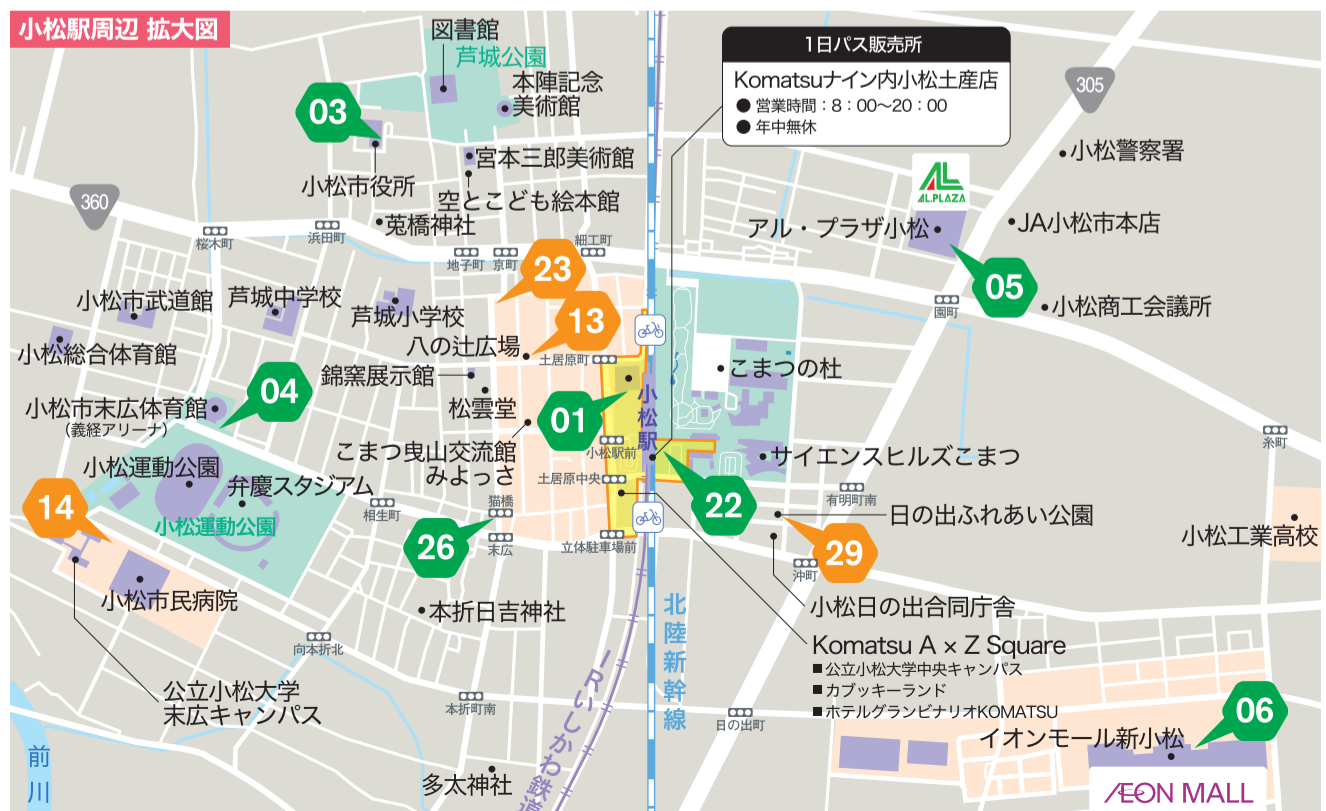 小松駅周辺 拡大図
図書館
芦城公園
本陣記念
美術館
1日パス販売所
Komatsuナイン内小松土産店
● 営業時間：8：00〜20：00
● 年中無休
305
03
小松警察署
小松市役所
宮本三郎美術館
空とこども絵本館
AL.PLAZA
360
菟橋神社
アル・プラザ小松
JA小松市本店
桜木町
浜田町
地子町
京町
細工町
23
05
園町
小松商工会議所
小松市武道館
芦城中学校
芦城小学校
13
小松総合体育館
八の辻広場
土居原町
錦窯展示館
こまつの杜
小松駅
04
小松市末広体育館
(義経アリーナ)
松雲堂
01
小松駅前
こまつ曳山交流館
みよっさ
サイエンスヒルズこまつ
糸町
小松運動公園
弁慶スタジアム
土居原中央
22
有明町南
14
小松運動公園
相生町
猫橋
日の出ふれあい公園
小松工業高校
26
末広
立体駐車場前
29
沖町
小松市民病院
本折日吉神社
小松日の出合同庁舎
北陸新幹線
向本折北
Komatsu A × Z Square
■公立小松大学中央キャンパス
■カブッキーランド
■ホテルグランビナリオKOMATSU
IRいしかわ鉄道
公立小松大学
末広キャンパス
本折町南
日の出町
06
イオンモール新小松
前川
多太神社
ÆON MALL